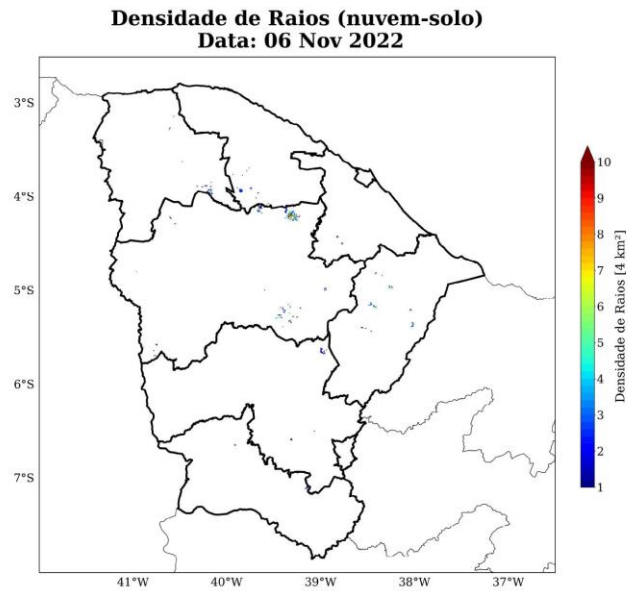 Densidade de Raios (nuvem-solo)
Data: 06 Nov 2022
3°S
4°S
5°S
6°S
7°S
41°W
40°W
39°W
38°W
37°W
10
9
8
7
6
5
4
3
2
1
Densidade de Raios [4 km²]